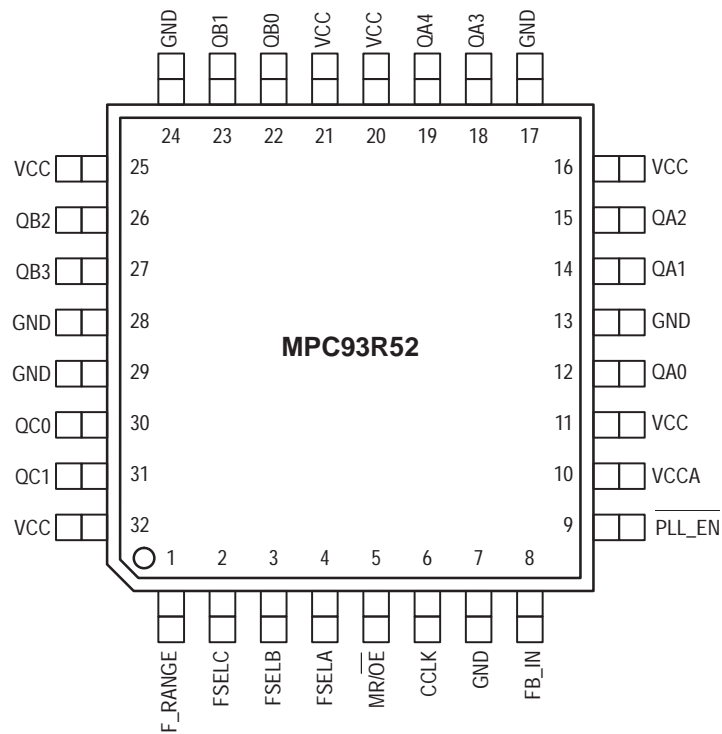 GND QB1 QB0 VCC VCC QA4 QA3 GND
24 23 22 21 20 19 18 17
VCC 25 16 VCC
QB2 26 15 QA2
QB3 27 14 QA1
GND 28 13 GND
MPC93R52
GND 29 12 QA0
QC0 30 11 VCC
QC1 31 10 VCCA
VCC 32 9 PLL_EN
1 2 3 4 5 6 7 8
F_RANGE FSELC FSELB FSELA MR/OE CCLK GND FB_IN